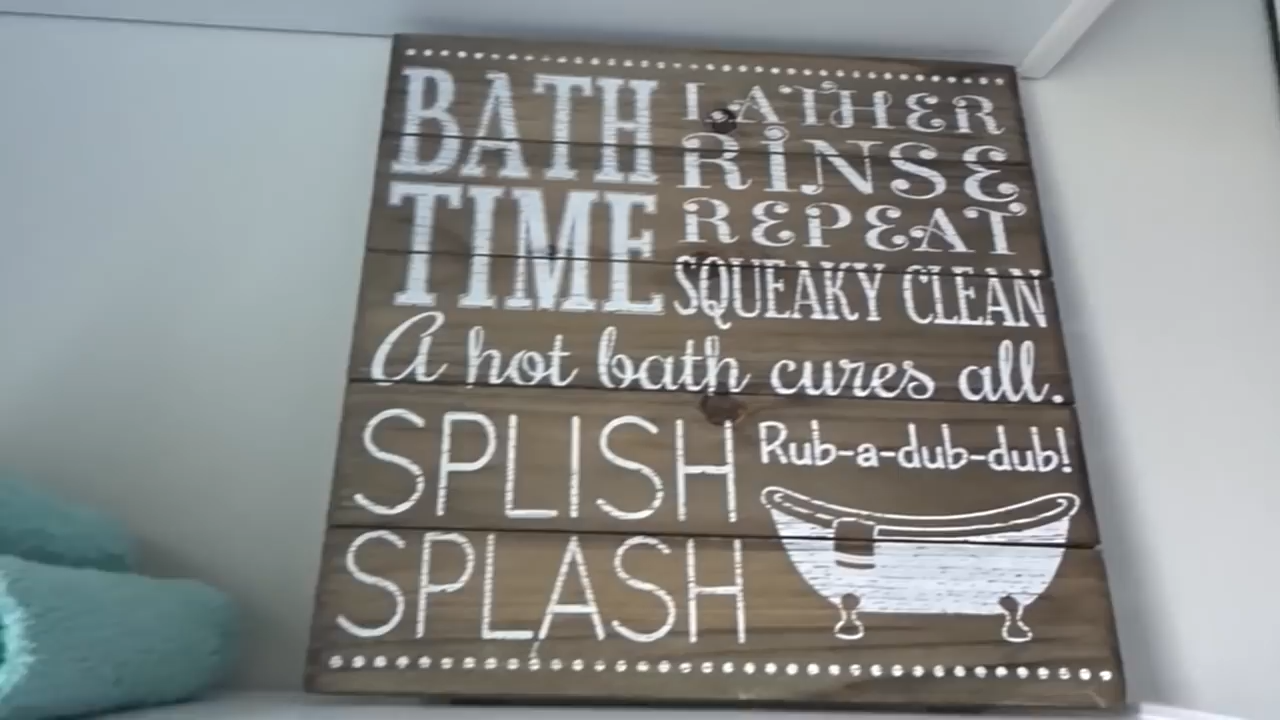 BATH
TIME
LATHER
RINSE
REPEAT
SQUEAKY CLEAN
A hot bath cures all.
SPLISH
SPLASH
Rub-a-dub-dub!